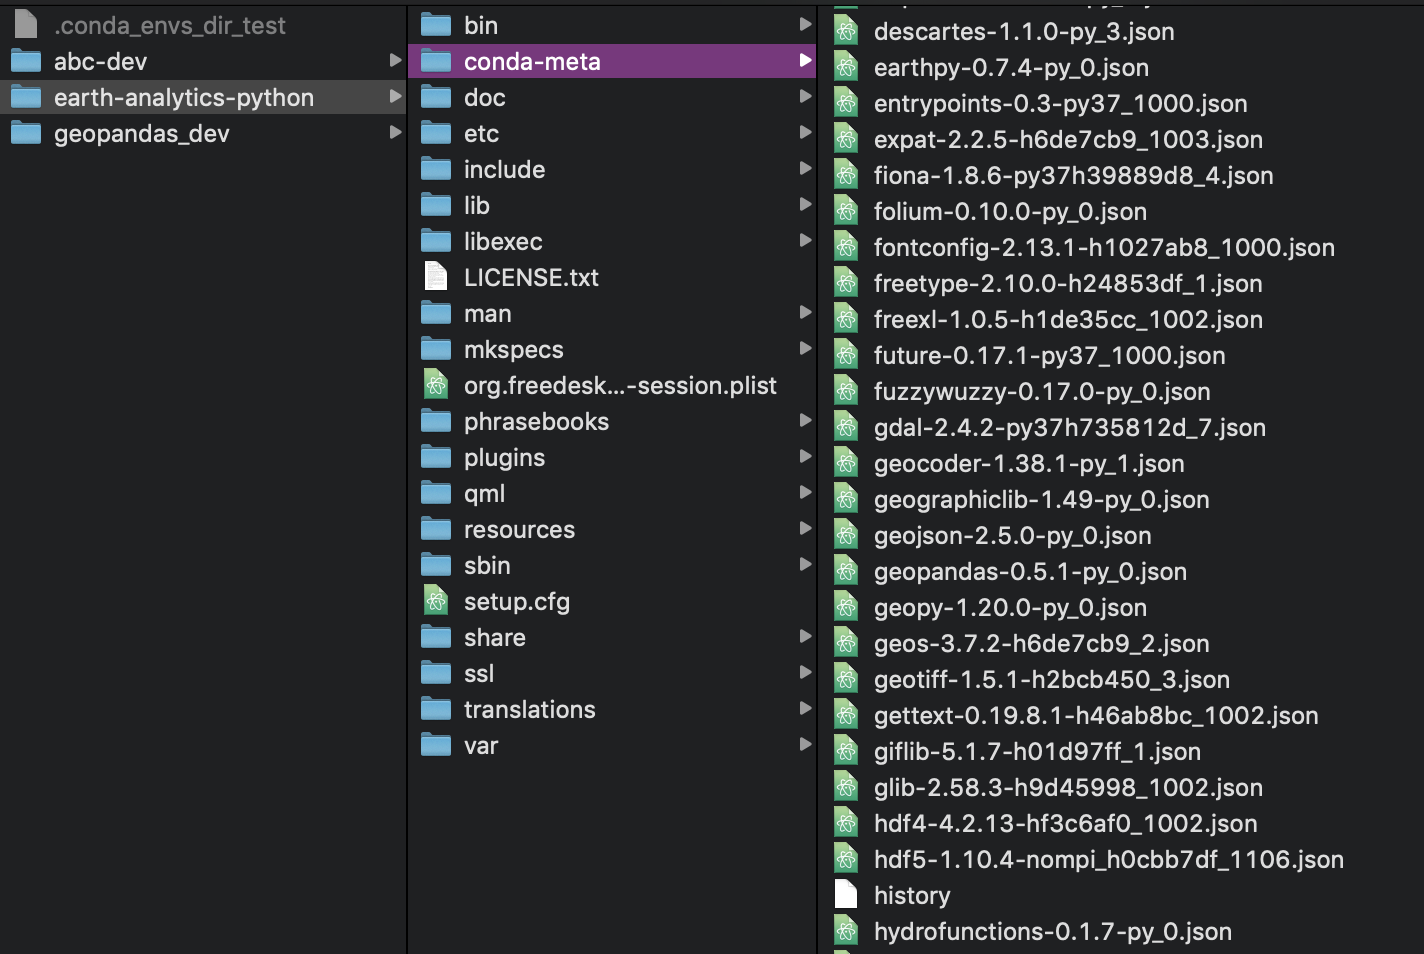 .conda_envs_dir_test
abc-dev
earth-analytics-python
geopandas_dev
bin
conda-meta
doc
etc
include
lib
libexec
LICENSE.txt
man
mkspecs
org.freedesk...-session.plist
phrasebooks
plugins
qml
resources
sbin
setup.cfg
share
ssl
translations
var
descartes-1.1.0-py_3.json
earthpy-0.7.4-py_0.json
entrypoints-0.3-py37_1000.json
expat-2.2.5-h6de7cb9_1003.json
fiona-1.8.6-py37h39889d8_4.json
folium-0.10.0-py_0.json
fontconfig-2.13.1-h1027ab8_1000.json
freetype-2.10.0-h24853df_1.json
freexl-1.0.5-h1de35cc_1002.json
future-0.17.1-py37_1000.json
fuzzywuzzy-0.17.0-py_0.json
gdal-2.4.2-py37h735812d_7.json
geocoder-1.38.1-py_1.json
geographiclib-1.49-py_0.json
geojson-2.5.0-py_0.json
geopandas-0.5.1-py_0.json
geopy-1.20.0-py_0.json
geos-3.7.2-h6de7cb9_2.json
geotiff-1.5.1-h2bcb450_3.json
gettext-0.19.8.1-h46ab8bc_1002.json
giflib-5.1.7-h01d97ff_1.json
glib-2.58.3-h9d45998_1002.json
hdf4-4.2.13-hf3c6af0_1002.json
hdf5-1.10.4-nompi_h0cbb7df_1106.json
history
hydrofunctions-0.1.7-py_0.json